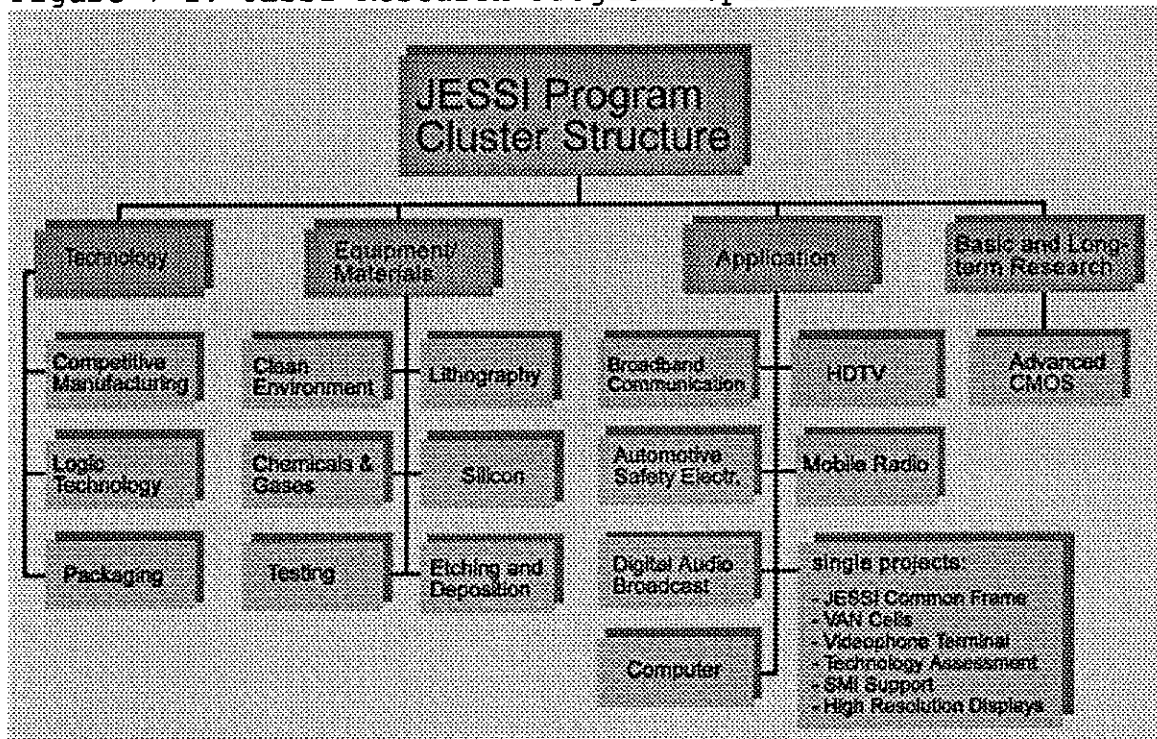 JESSI Program
Cluster Structure
Technology
Equipment/
Materials
Application
Basic and Long-
term Research
Competitive
Manufacturing
Clean
Environment
Lithography
Broadband
Communication
HDTV
Advanced
CMOS
Logic
Technology
Chemicals &
Gases
Silicon
Automotive
Safety Electr.
Mobile Radio
Packaging
Testing
Etching and
Deposition
Digital Audio
Broadcast
single projects:
- JESSI Common Frame
- VAN Cells
- Videophone Terminal
- Technology Assessment
- SMI Support
- High Resolution Displays
Computer